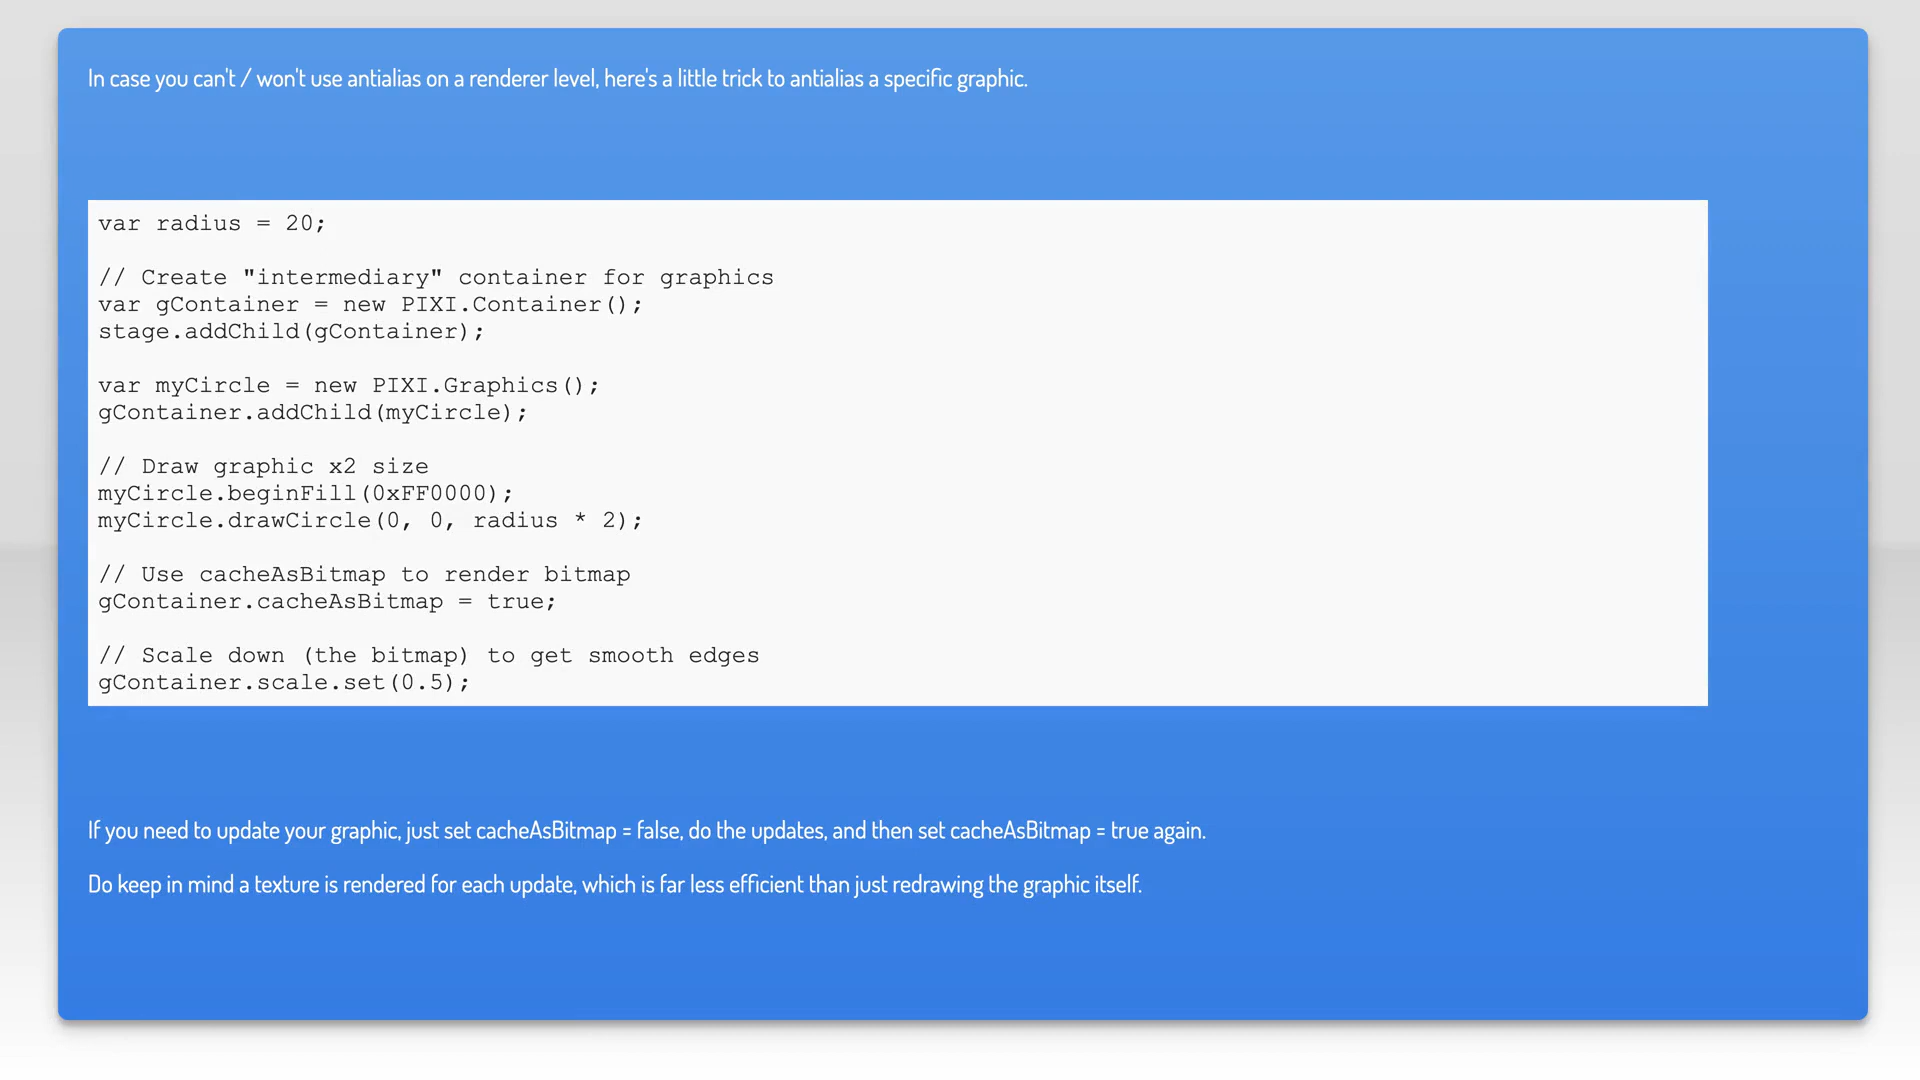 In case you can't / won't use antialias on a renderer level, here's a little trick to antialias a specific graphic.
var radius = 20;
// Create "intermediary" container for graphics
var gContainer = new PIXI.Container();
stage.addChild(gContainer);
var myCircle = new PIXI.Graphics();
gContainer.addChild(myCircle);
// Draw graphic x2 size
myCircle.beginFill(0xFF0000);
myCircle.drawCircle(0, 0, radius * 2);
// Use cacheAsBitmap to render bitmap
gContainer.cacheAsBitmap = true;
// Scale down (the bitmap) to get smooth edges
gContainer.scale.set(0.5);
If you need to update your graphic, just set cacheAsBitmap = false, do the updates, and then set cacheAsBitmap = true again.
Do keep in mind a texture is rendered for each update, which is far less efficient than just redrawing the graphic itself.